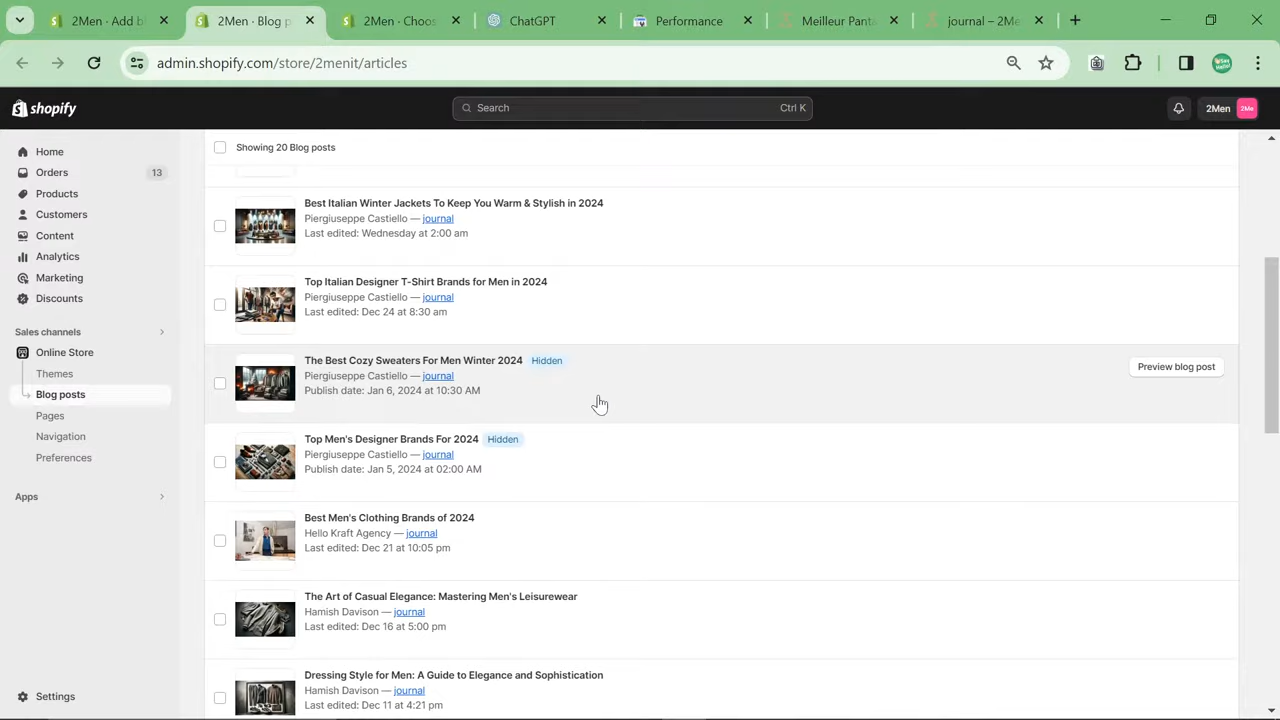 2Men · Add b
2Men · Blog p
2Men · Choos
ChatGPT
Performance
Meilleur Panta
journal – 2Me
admin.shopify.com/store/2menit/articles
shopify
Search
Ctrl K
2Men
2Me
Home
Orders
13
Products
Customers
Content
Analytics
Marketing
Discounts
Sales channels
Online Store
Themes
Blog posts
Pages
Navigation
Preferences
Apps
Settings
Showing 20 Blog posts
Best Italian Winter Jackets To Keep You Warm & Stylish in 2024
Piergiuseppe Castiello — journal
Last edited: Wednesday at 2:00 am
Top Italian Designer T-Shirt Brands for Men in 2024
Piergiuseppe Castiello — journal
Last edited: Dec 24 at 8:30 am
The Best Cozy Sweaters For Men Winter 2024 Hidden
Piergiuseppe Castiello — journal
Publish date: Jan 6, 2024 at 10:30 AM
Preview blog post
Top Men's Designer Brands For 2024 Hidden
Piergiuseppe Castiello — journal
Publish date: Jan 5, 2024 at 02:00 AM
Best Men's Clothing Brands of 2024
Hello Kraft Agency — journal
Last edited: Dec 21 at 10:05 pm
The Art of Casual Elegance: Mastering Men's Leisurewear
Hamish Davison — journal
Last edited: Dec 16 at 5:00 pm
Dressing Style for Men: A Guide to Elegance and Sophistication
Hamish Davison — journal
Last edited: Dec 11 at 4:21 pm